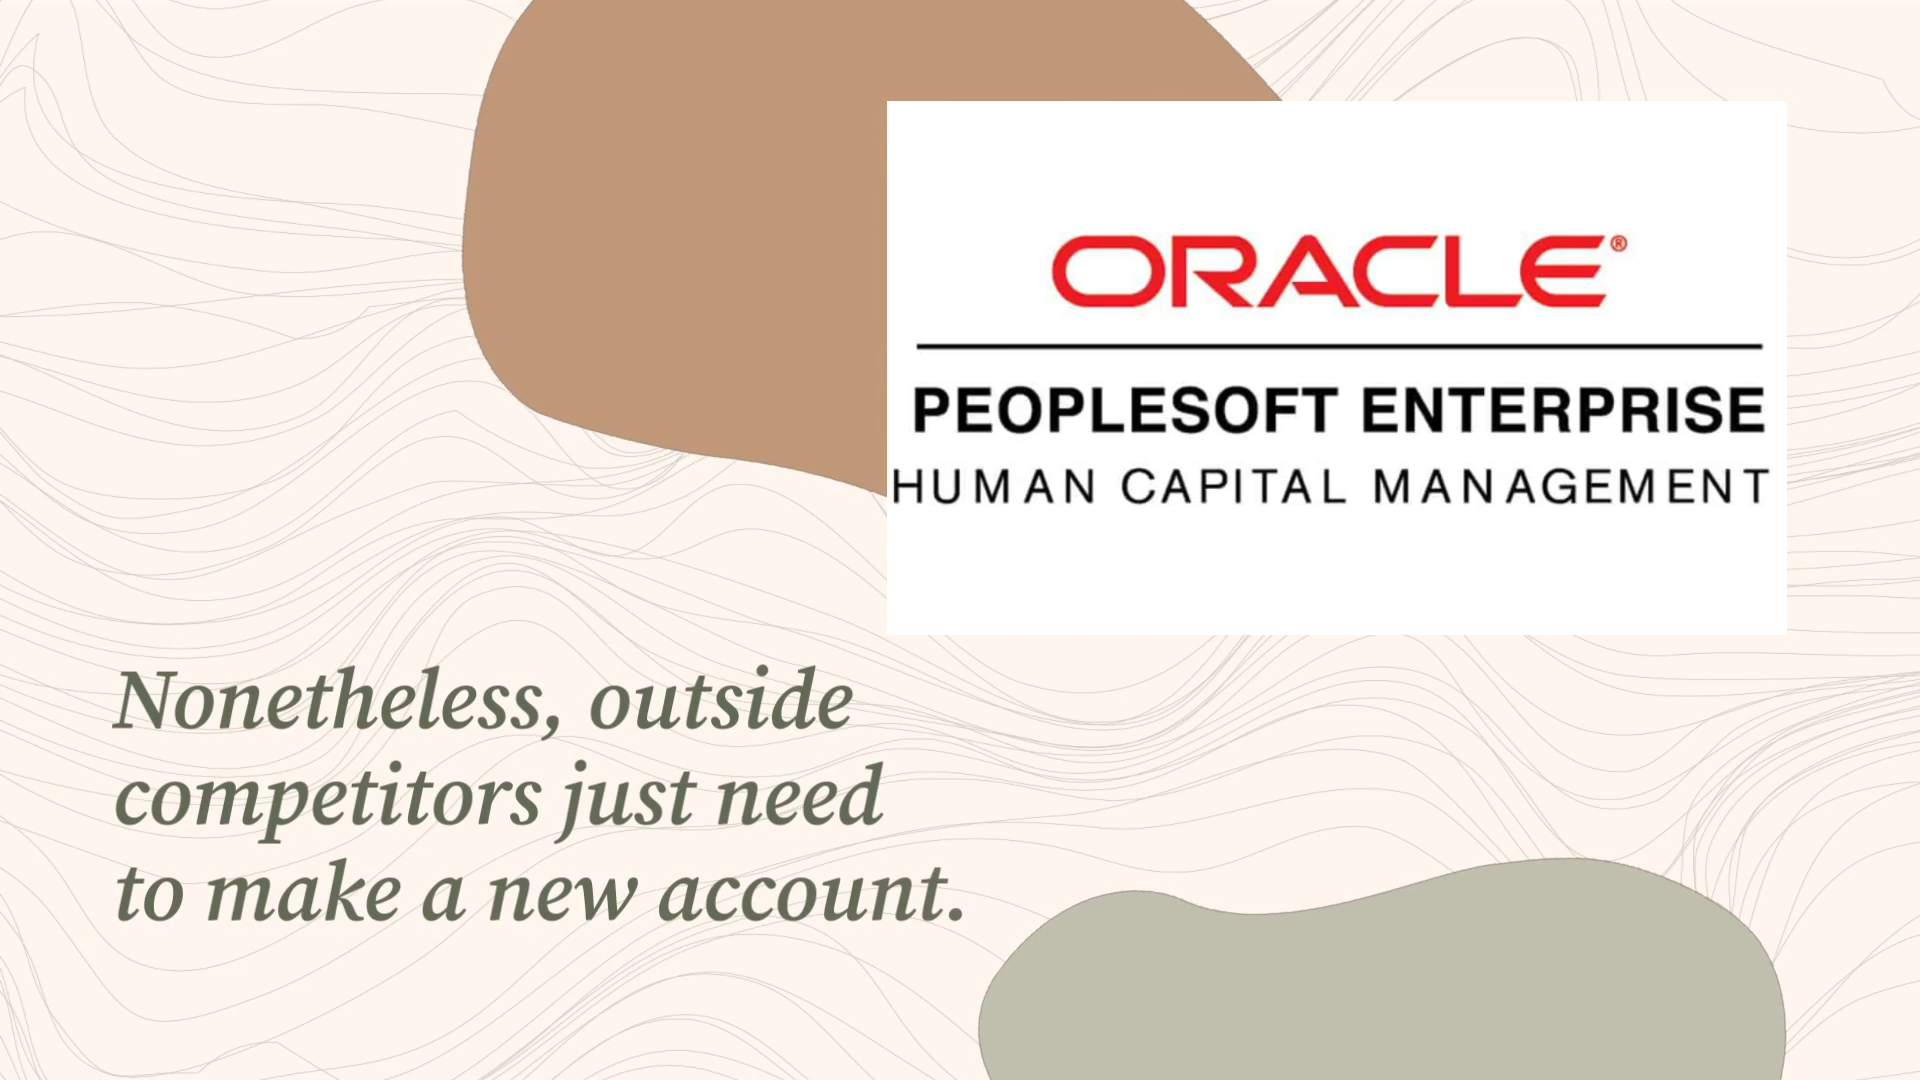 ORACLE®
PEOPLESOFT ENTERPRISE
HUMAN CAPITAL MANAGEMENT
Nonetheless, outside
competitors just need
to make a new account.